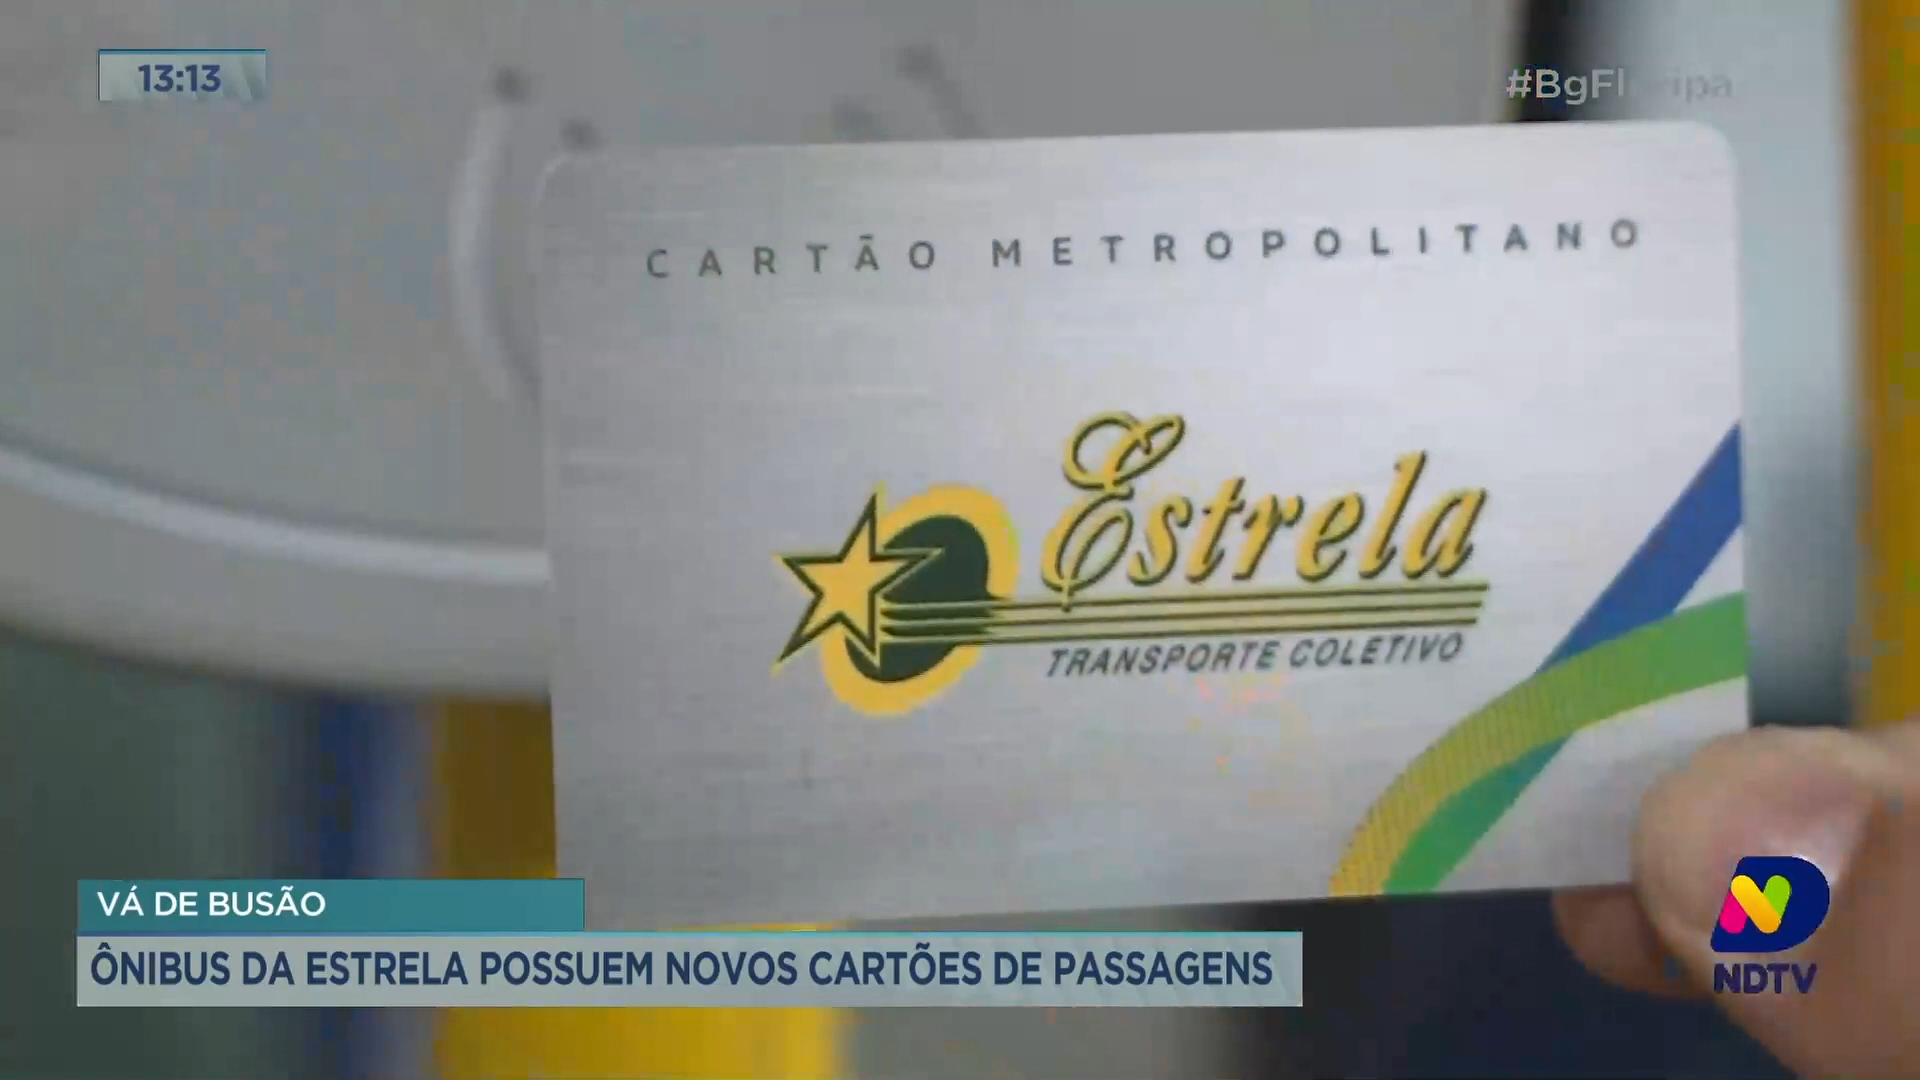 13:13
#BgFloripa
CARTÃO METROPOLITANO
Estrela
TRANSPORTE COLETIVO
VÁ DE BUSÃO
ÔNIBUS DA ESTRELA POSSUEM NOVOS CARTÕES DE PASSAGENS
NDTV